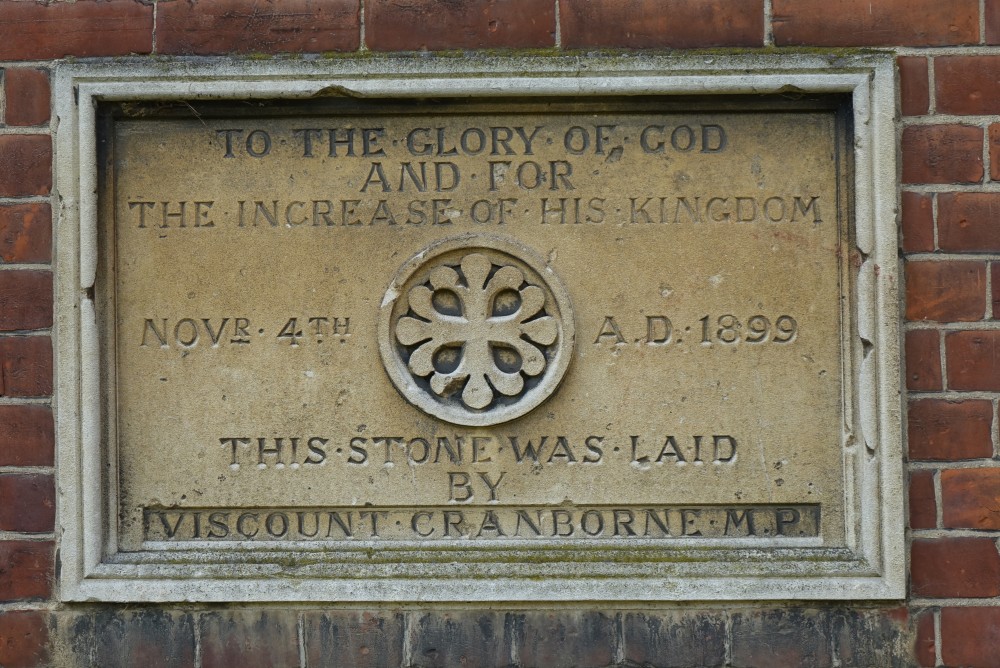 TO·THE·GLORY·OF·GOD
AND·FOR
THE·INCREASE·OF·HIS·KINGDOM
NOVR·4TH A.D.·1899
THIS·STONE·WAS·LAID
BY
VISCOUNT·CRANBORNE·M.P.